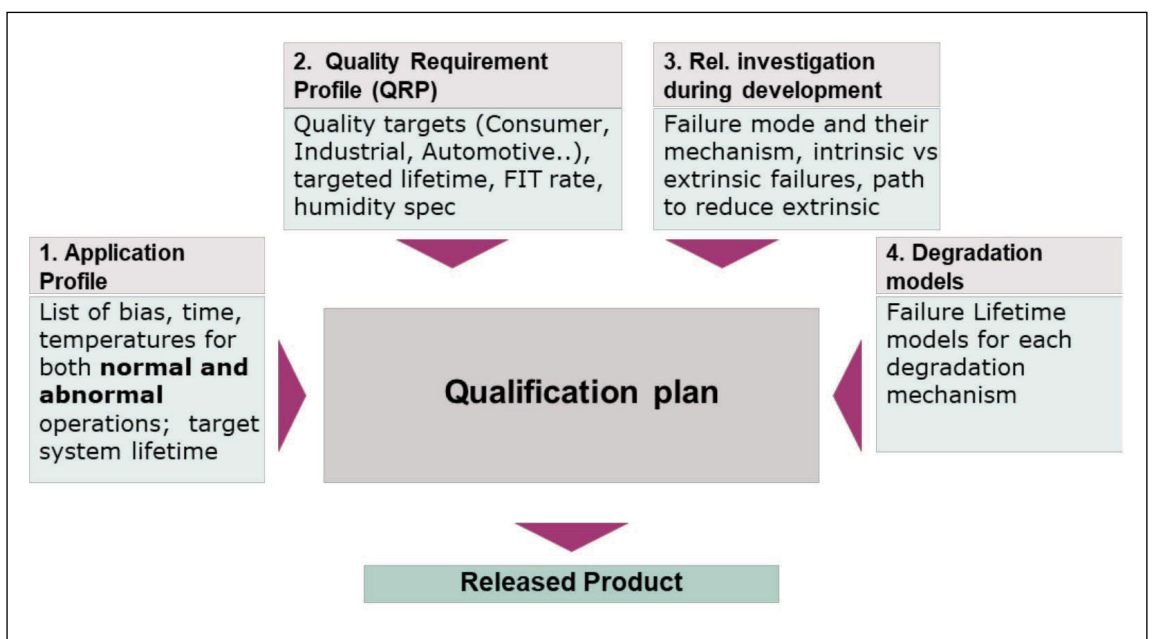 2. Quality Requirement
Profile (QRP)
Quality targets (Consumer,
Industrial, Automotive..),
targeted lifetime, FIT rate,
humidity spec
3. Rel. investigation
during development
Failure mode and their
mechanism, intrinsic vs
extrinsic failures, path
to reduce extrinsic
1. Application
Profile
List of bias, time,
temperatures for
both normal and
abnormal
operations; target
system lifetime
Qualification plan
4. Degradation
models
Failure Lifetime
models for each
degradation
mechanism
Released Product